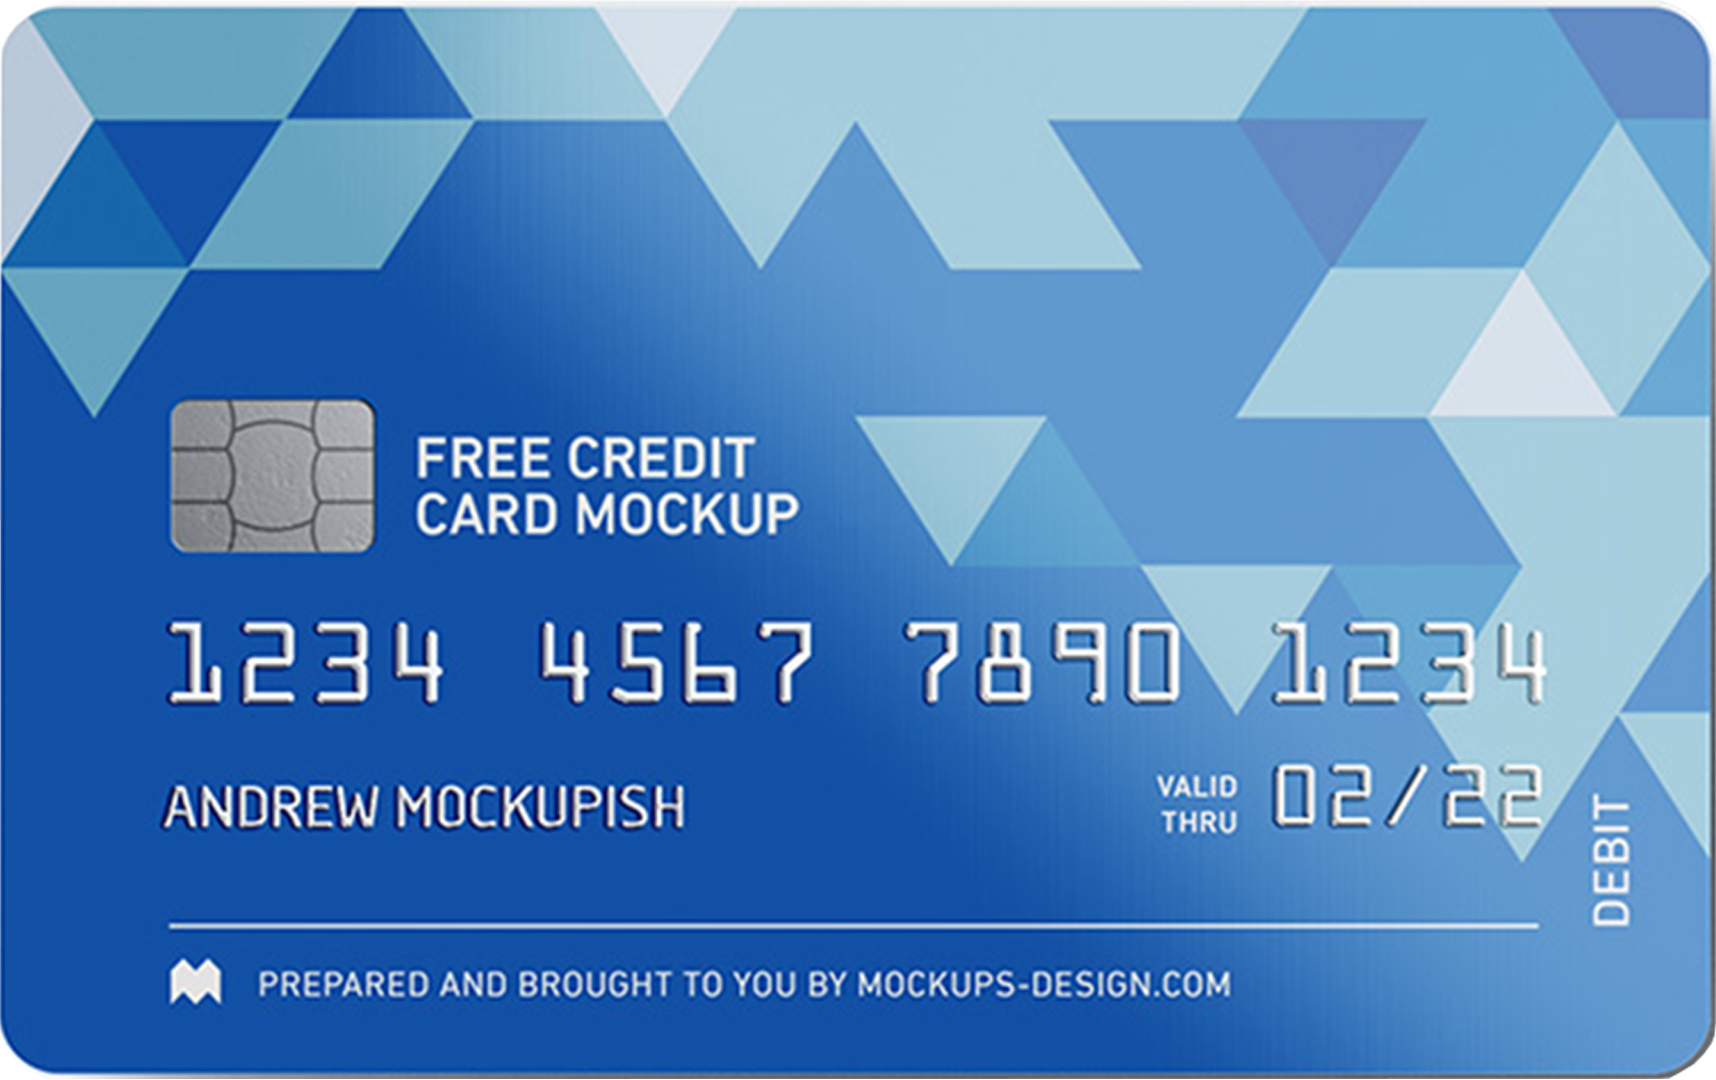 FREE CREDIT
CARD MOCKUP
1234 4567 7890 1234
ANDREW MOCKUPISH
VALID
THRU
02/22
DEBIT
PREPARED AND BROUGHT TO YOU BY MOCKUPS-DESIGN.COM